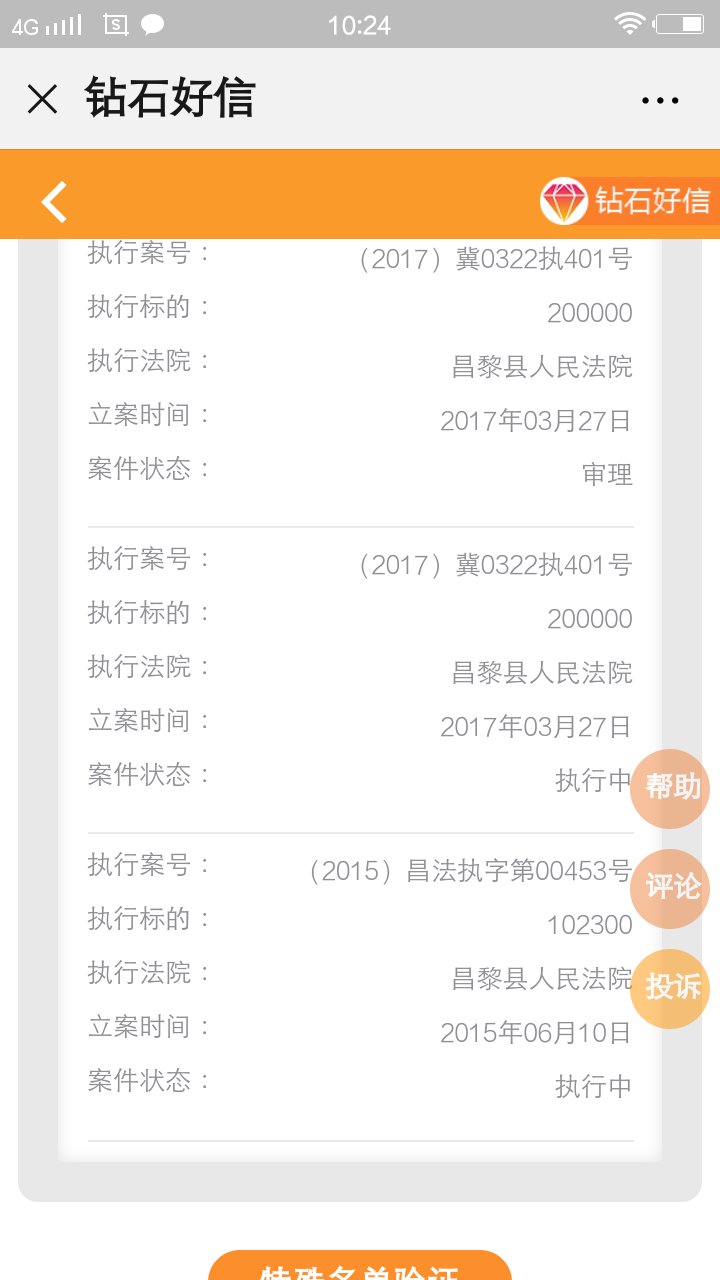 4G
S
10:24
钻石好信
钻石好信
执行案号：
（2017）冀0322执401号
执行标的：
200000
执行法院：
昌黎县人民法院
立案时间：
2017年03月27日
案件状态：
审理
执行案号：
（2017）冀0322执401号
执行标的：
200000
执行法院：
昌黎县人民法院
立案时间：
2017年03月27日
案件状态：
执行中
帮助
执行案号：
（2015）昌法执字第00453号
评论
执行标的：
102300
执行法院：
昌黎县人民法院
投诉
立案时间：
2015年06月10日
案件状态：
执行中
特殊名单验证